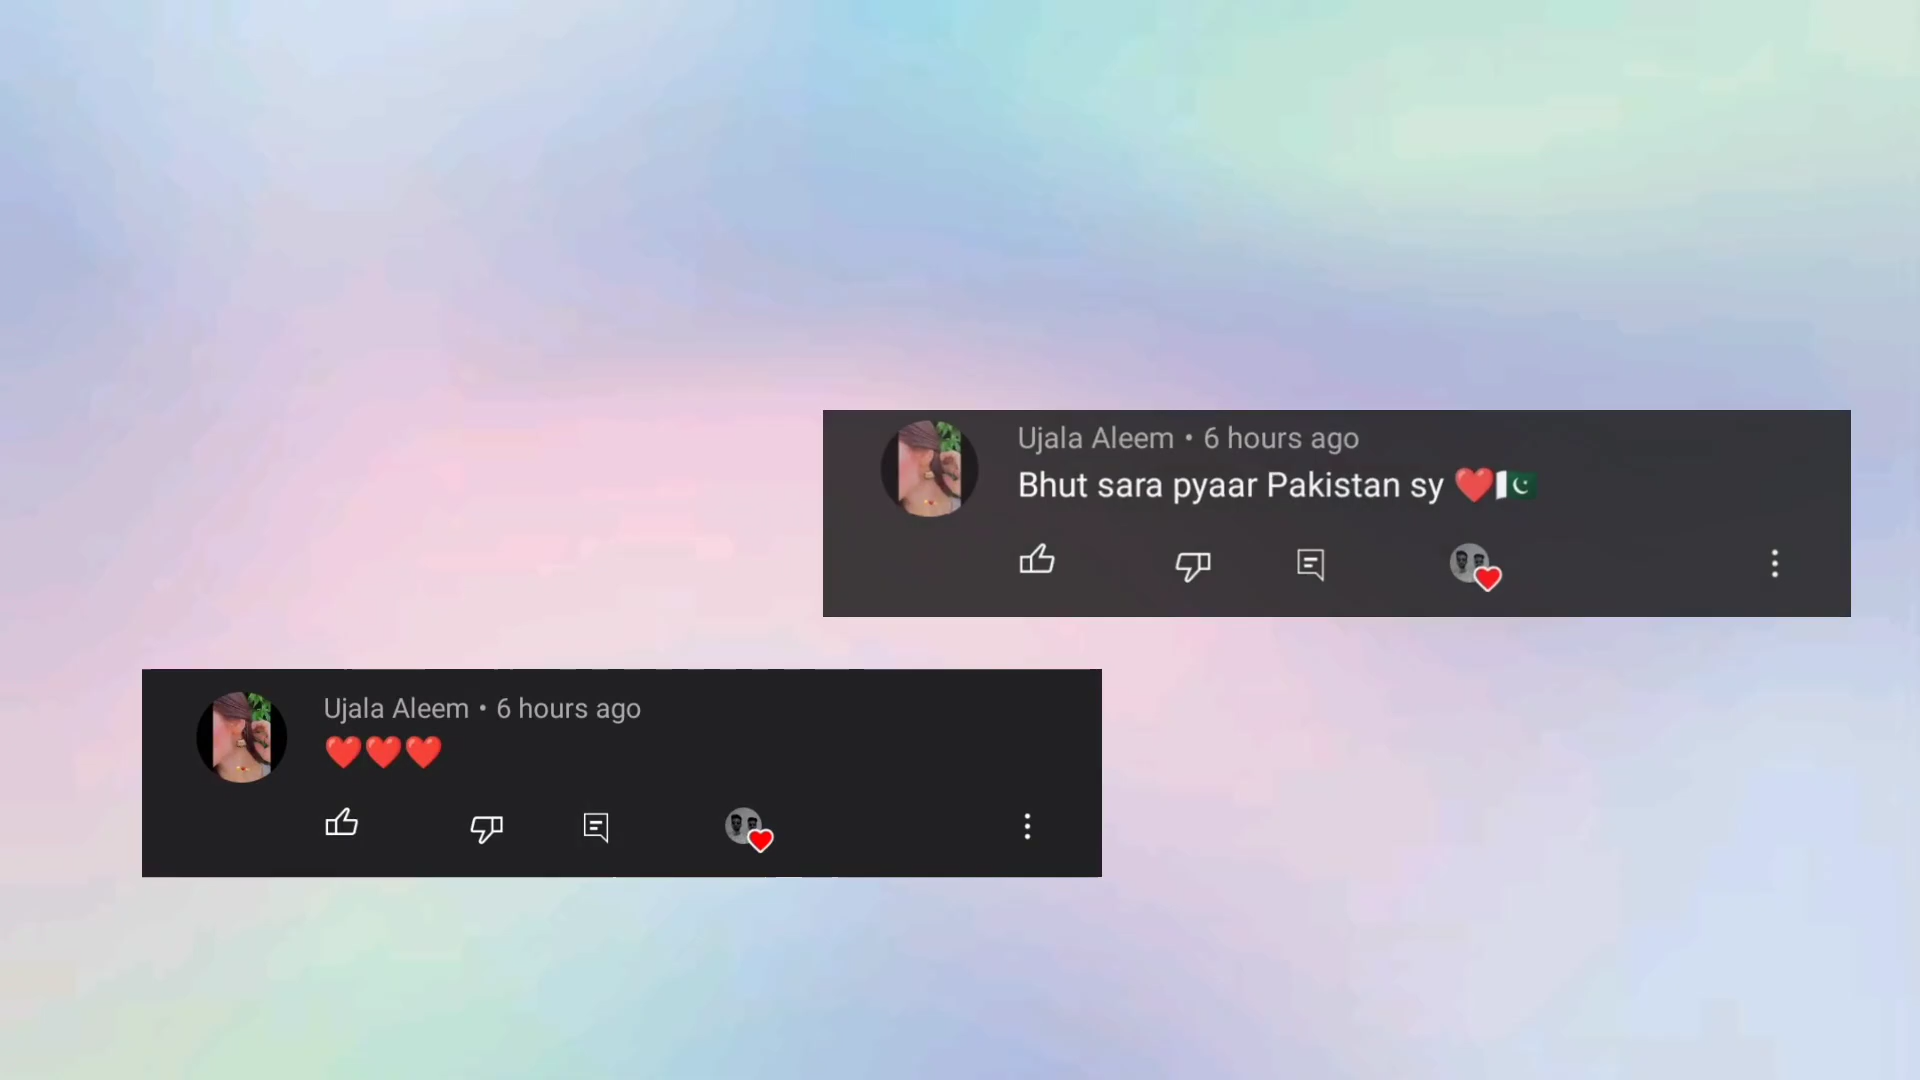 Ujala Aleem • 6 hours ago
Bhut sara pyaar Pakistan sy ❤️🇵🇰
Ujala Aleem • 6 hours ago
❤️❤️❤️